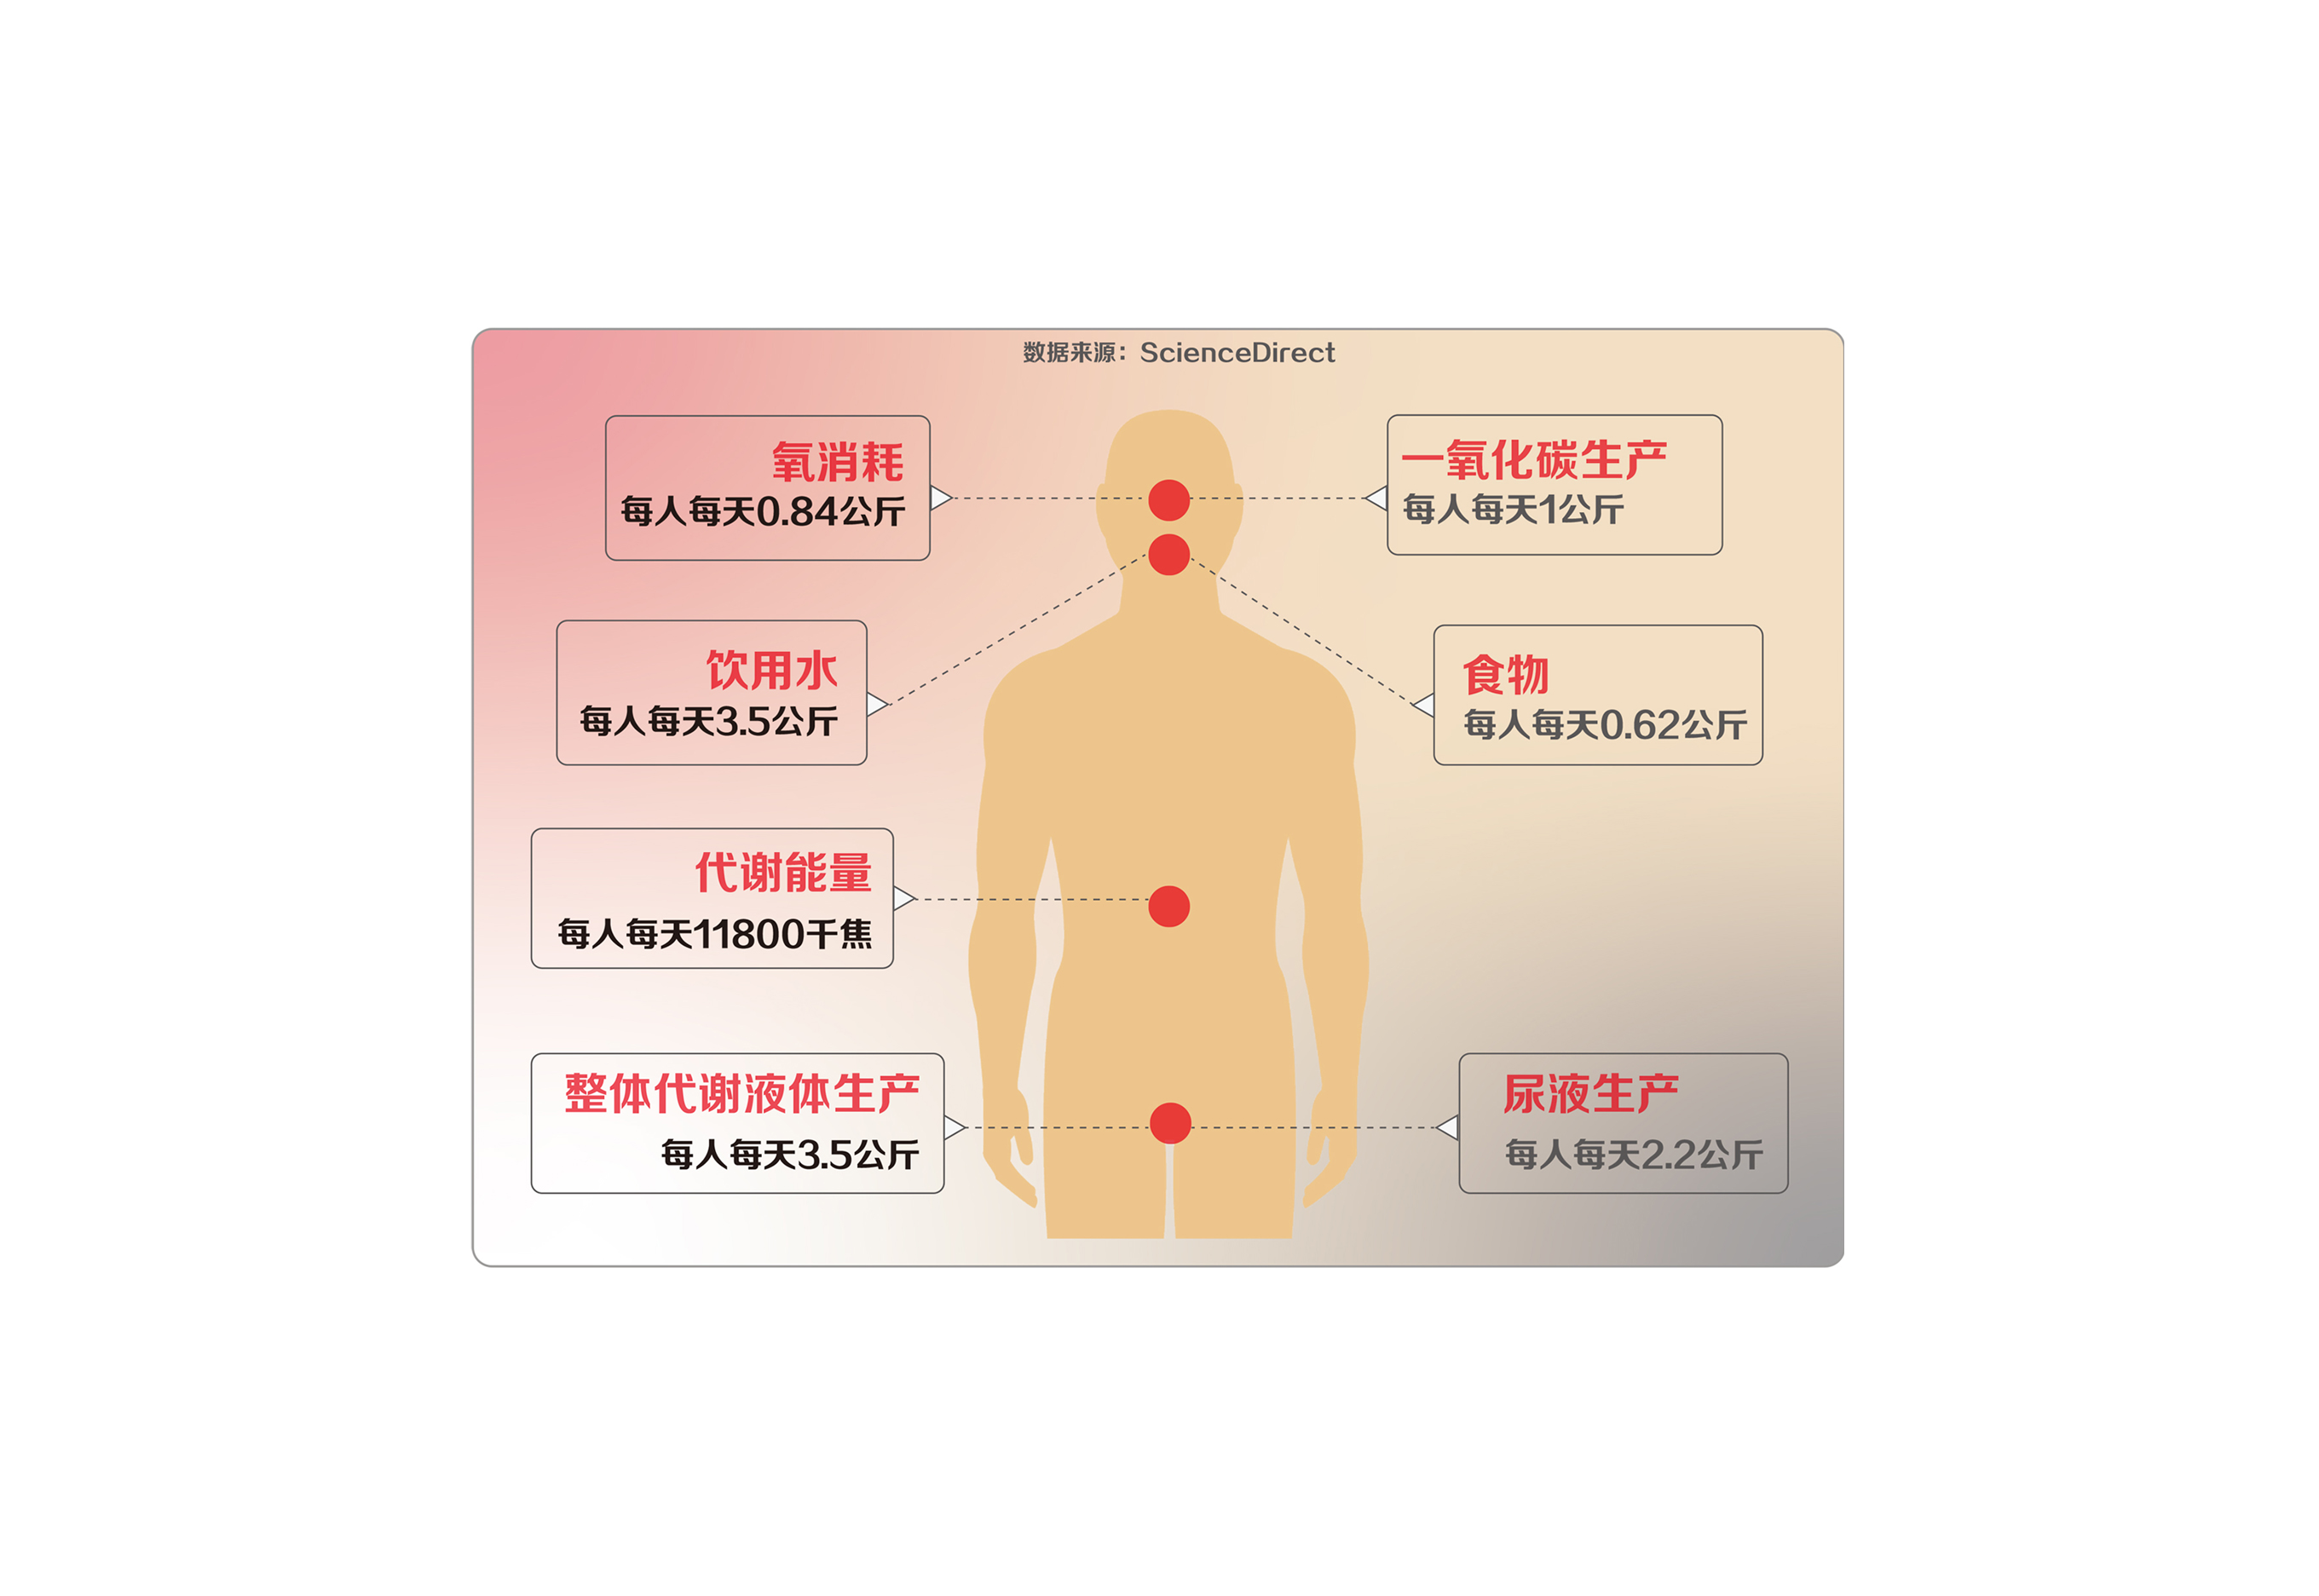 数据来源：ScienceDirect
氧消耗
每人每天0.84公斤
一氧化碳生产
每人每天1公斤
饮用水
每人每天3.5公斤
食物
每人每天0.62公斤
代谢能量
每人每天11800千焦
整体代谢液体生产
每人每天3.5公斤
尿液生产
每人每天2.2公斤